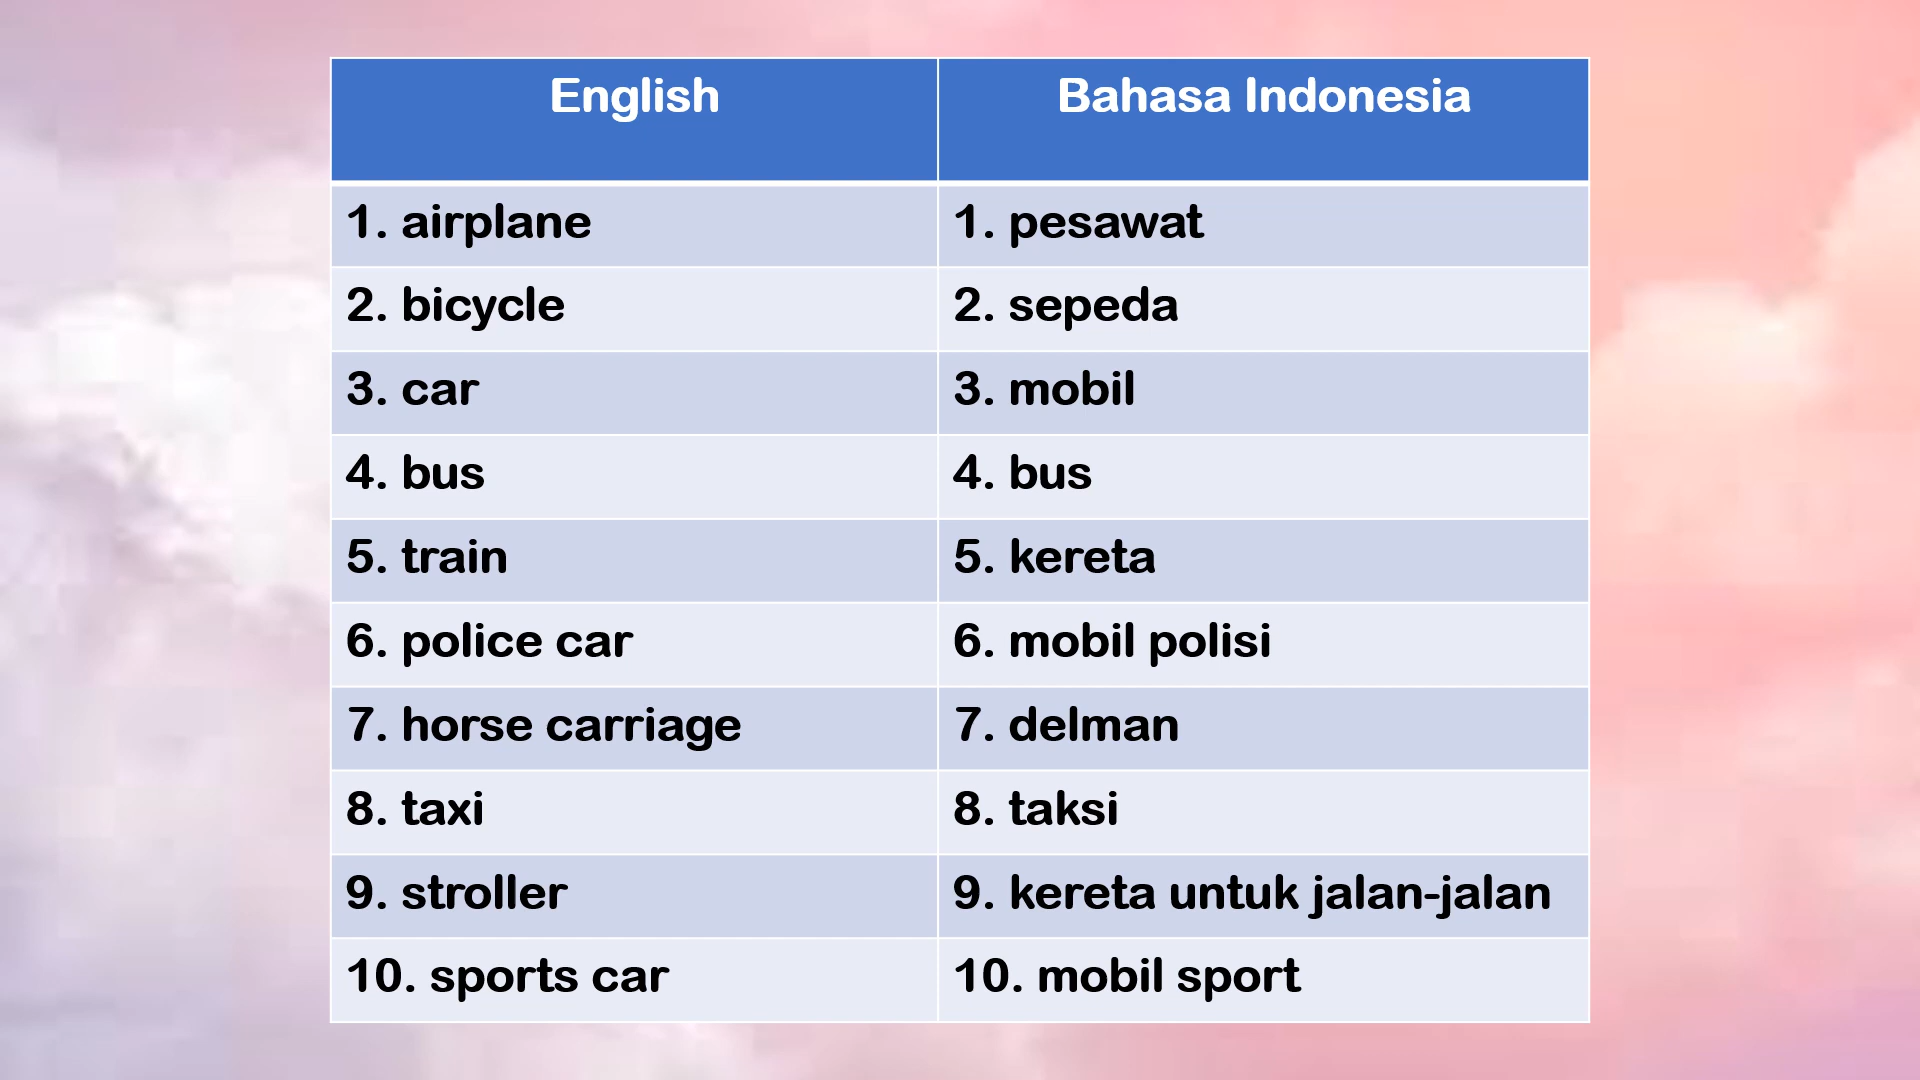 English Bahasa Indonesia
1. airplane 1. pesawat
2. bicycle 2. sepeda
3. car 3. mobil
4. bus 4. bus
5. train 5. kereta
6. police car 6. mobil polisi
7. horse carriage 7. delman
8. taxi 8. taksi
9. stroller 9. kereta untuk jalan-jalan
10. sports car 10. mobil sport